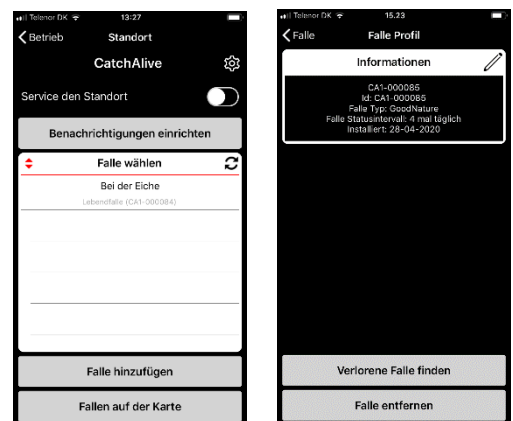 Telenor DK
13:27
Betrieb
Standort
CatchAlive
Service den Standort
Benachrichtigungen einrichten
Falle wählen
Bei der Eiche
Lebendfalle (CA1-000084)
Falle hinzufügen
Fallen auf der Karte
Telenor DK
15.23
Falle
Falle Profil
Informationen
CA1-000085
Id: CA1-000085
Falle Typ: GoodNature
Falle Statusinterval: 4 mal täglich
Installiert: 28-04-2020
Verlorene Falle finden
Falle entfernen